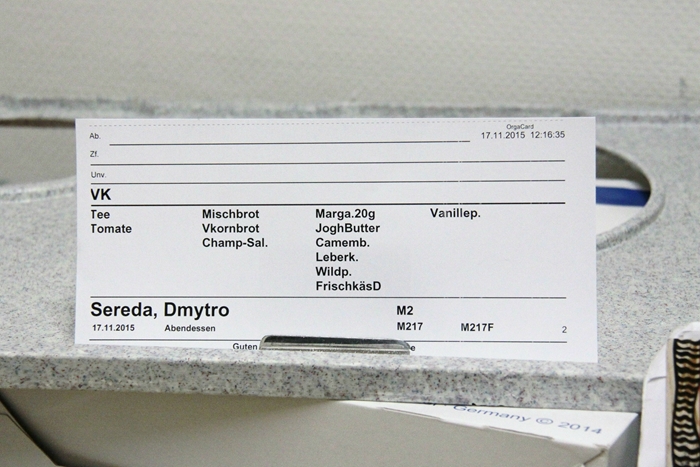 OrgaCard
Ab. 17.11.2015 12:16:35
Zf.
Unv.
VK
Tee Mischbrot Marga.20g Vanillep.
Tomate Vkornbrot JoghButter
Champ-Sal. Camemb.
Leberk.
Wildp.
FrischkäsD
Sereda, Dmytro M2
17.11.2015 Abendessen M217 M217F 2
Guten
Germany © 2014